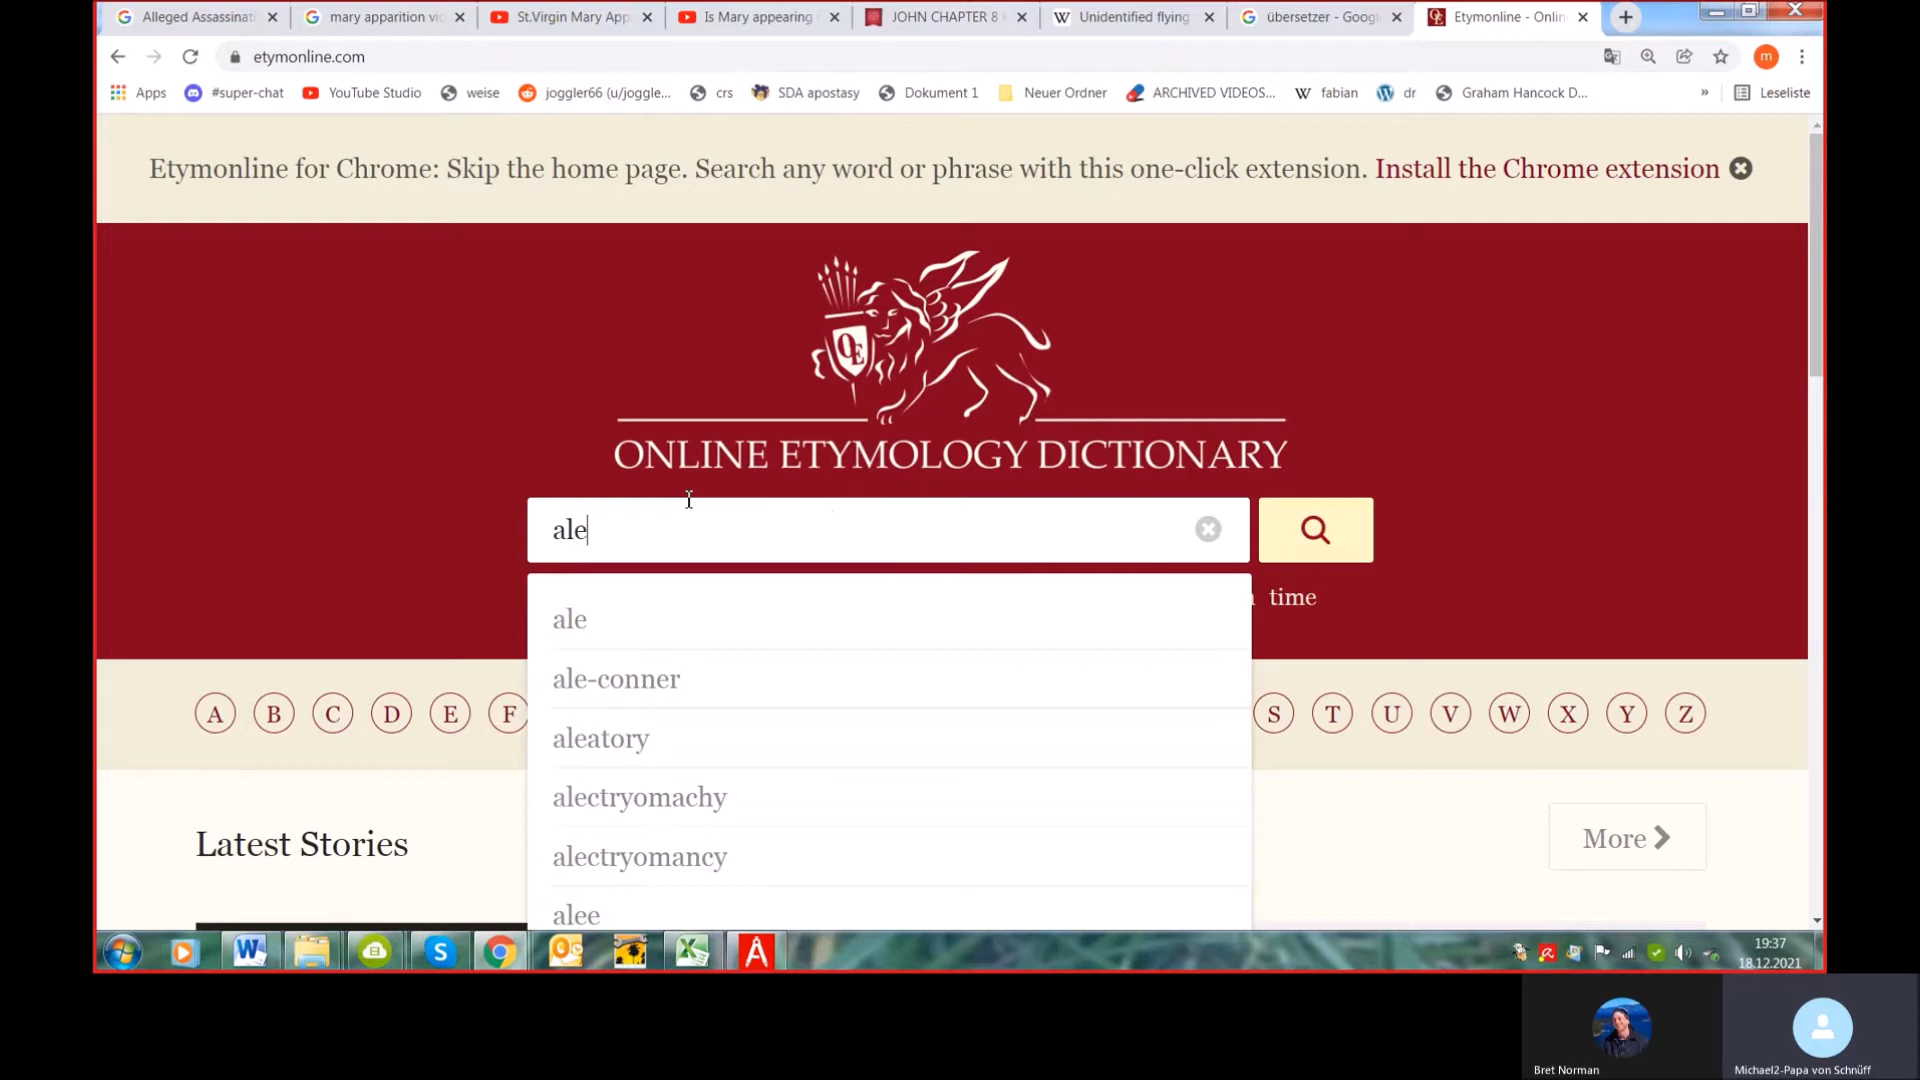 Alleged Assassinati
mary apparition vi
St.Virgin Mary App
Is Mary appearing
JOHN CHAPTER 8
Unidentified flying
übersetzer - Goog
Etymonline - Onlin
etymonline.com
Apps
#super-chat
YouTube Studio
weise
joggler66 (u/joggle...
crs
SDA apostasy
Dokument 1
Neuer Ordner
ARCHIVED VIDEOS...
fabian
dr
Graham Hancock D...
»
Leseliste
Etymonline for Chrome: Skip the home page. Search any word or phrase with this one-click extension. Install the Chrome extension
OE
ONLINE ETYMOLOGY DICTIONARY
ale
time
ale
ale-conner
aleatory
alectryomachy
alectryomancy
alee
A B C D E F S T U V W X Y Z
Latest Stories
More
19:37
18.12.2021
Bret Norman
Michael2-Papa von Schnüff